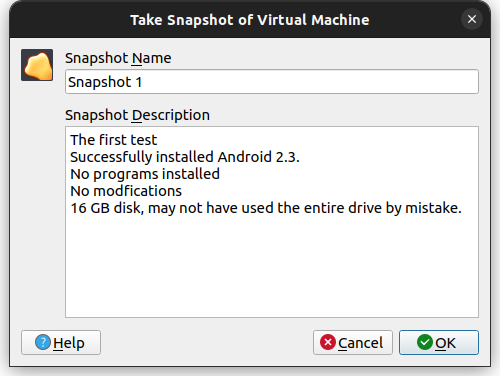 Take Snapshot of Virtual Machine
Snapshot Name
Snapshot 1
Snapshot Description
The first test
Successfully installed Android 2.3.
No programs installed
No modfications
16 GB disk, may not have used the entire drive by mistake.
Help
Cancel
OK